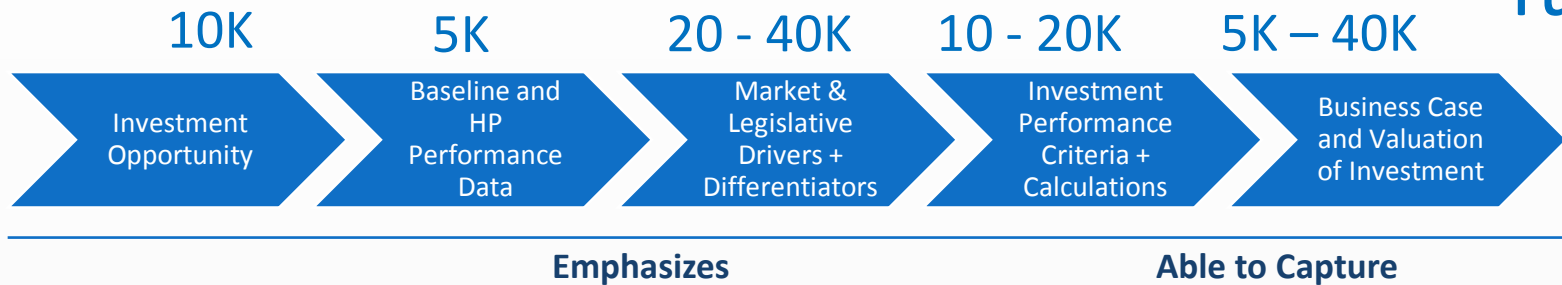 10K
5K
20 - 40K
10 - 20K
5K – 40K
Investment
Opportunity
Baseline and
HP
Performance
Data
Market &
Legislative
Drivers +
Differentiators
Investment
Performance
Criteria +
Calculations
Business Case
and Valuation
of Investment
Emphasizes
Able to Capture